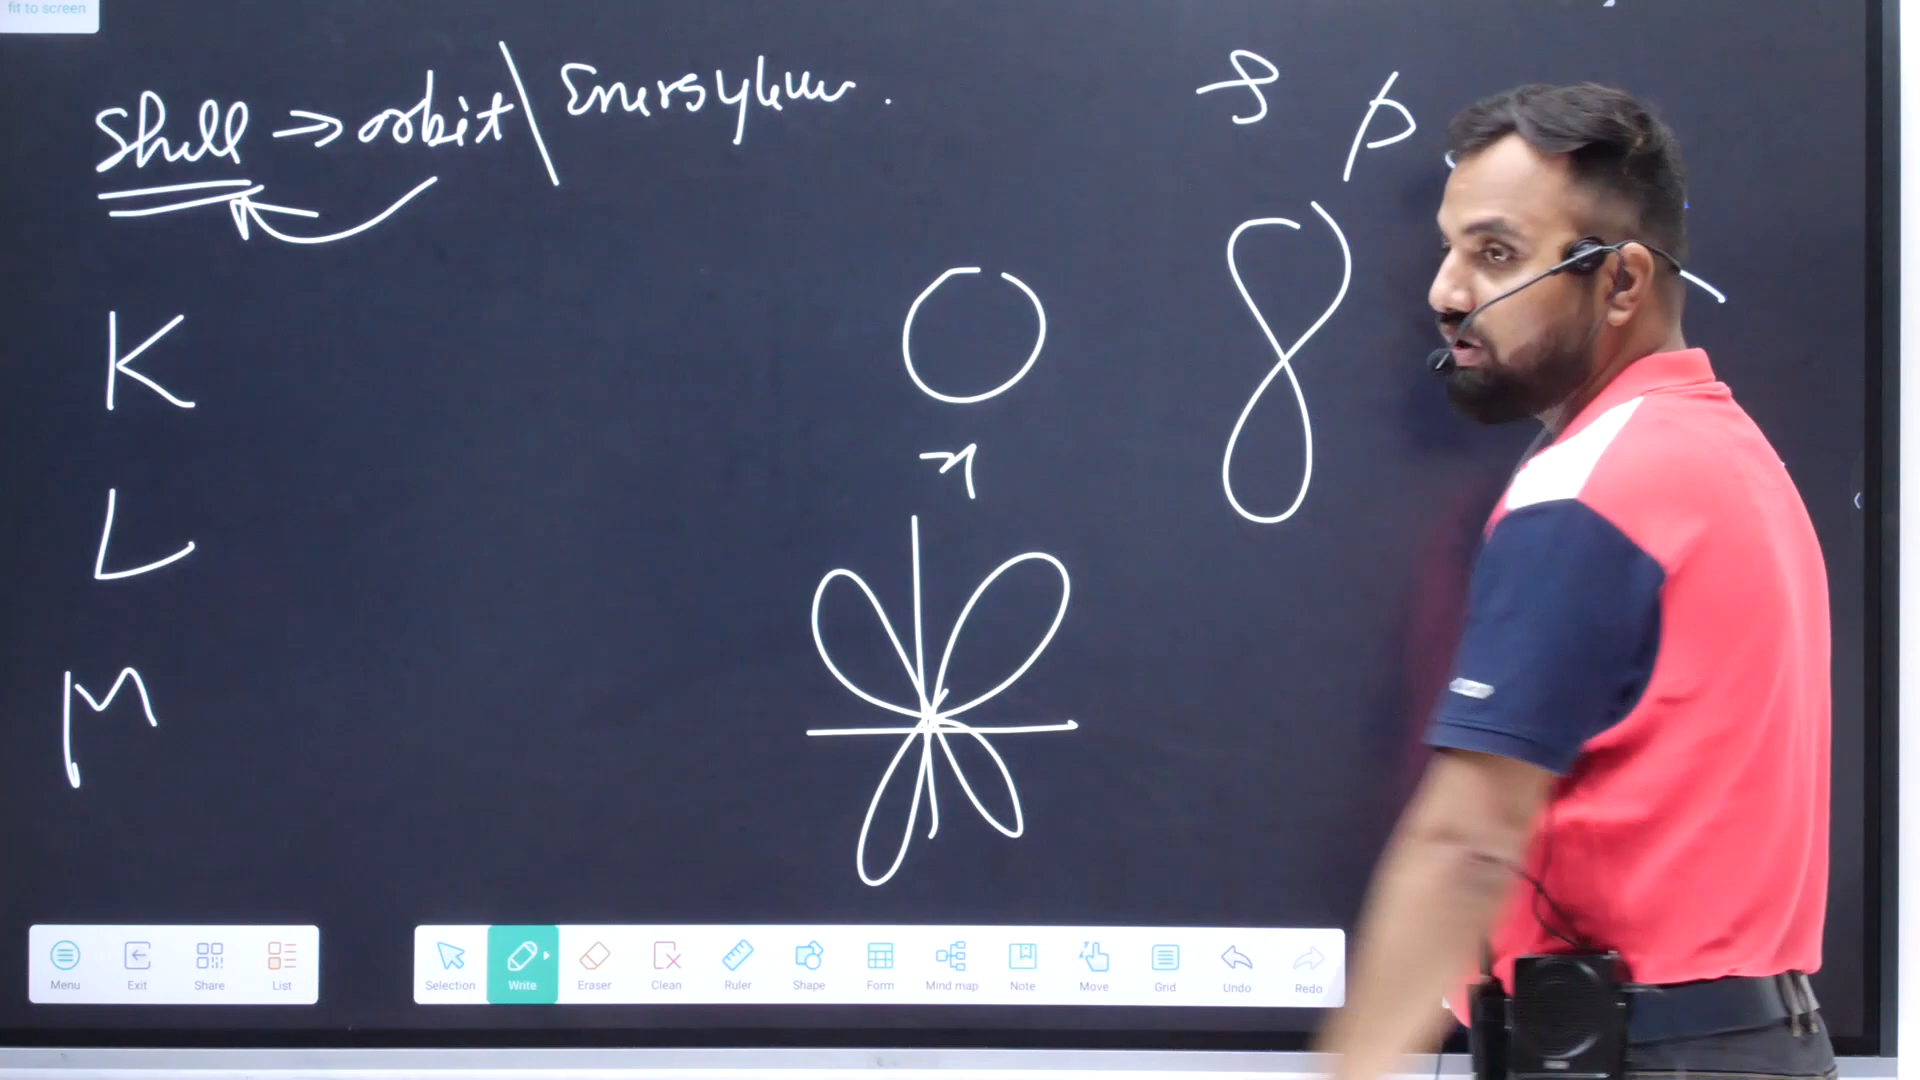 fit to screen
Shell → orbit \ Energy level .
s p
K
L
M
Menu Exit Share List Selection Write Eraser Clean Ruler Shape Form Mind map Note Move Grid Undo Redo